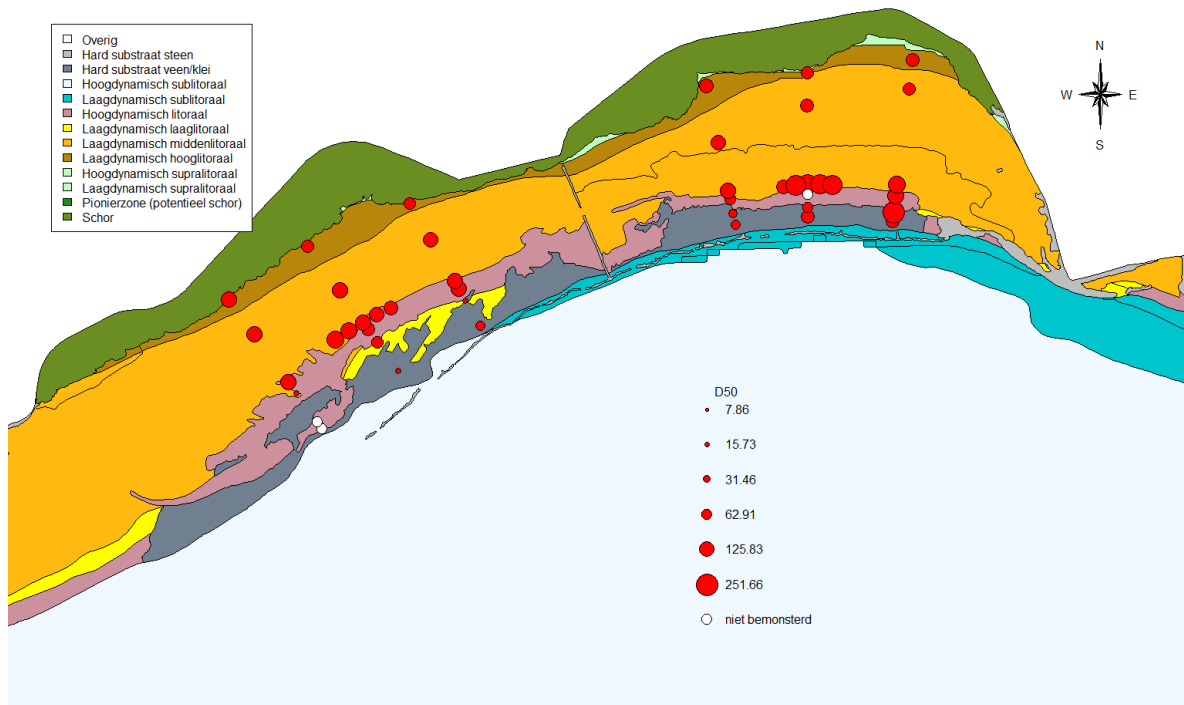 Overig
Hard substraat steen
Hard substraat veen/klei
Hoogdynamisch sublitoraal
Laagdynamisch sublitoraal
Hoogdynamisch litoraal
Laagdynamisch laaglitoraal
Laagdynamisch middenlitoraal
Laagdynamisch hooglitoraal
Hoogdynamisch supralitoraal
Laagdynamisch supralitoraal
Pionierzone (potentieel schor)
Schor
N
W E
S
D50
7.86
15.73
31.46
62.91
125.83
251.66
niet bemonsterd